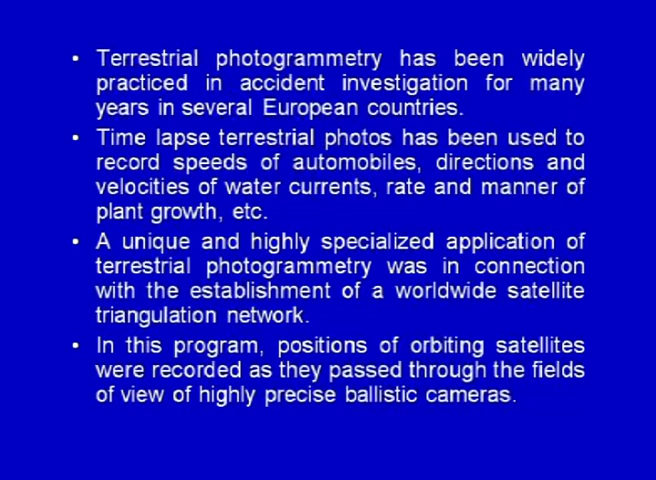 • Terrestrial photogrammetry has been widely
practiced in accident investigation for many
years in several European countries.
• Time lapse terrestrial photos has been used to
record speeds of automobiles, directions and
velocities of water currents, rate and manner of
plant growth, etc.
• A unique and highly specialized application of
terrestrial photogrammetry was in connection
with the establishment of a worldwide satellite
triangulation network.
• In this program, positions of orbiting satellites
were recorded as they passed through the fields
of view of highly precise ballistic cameras.